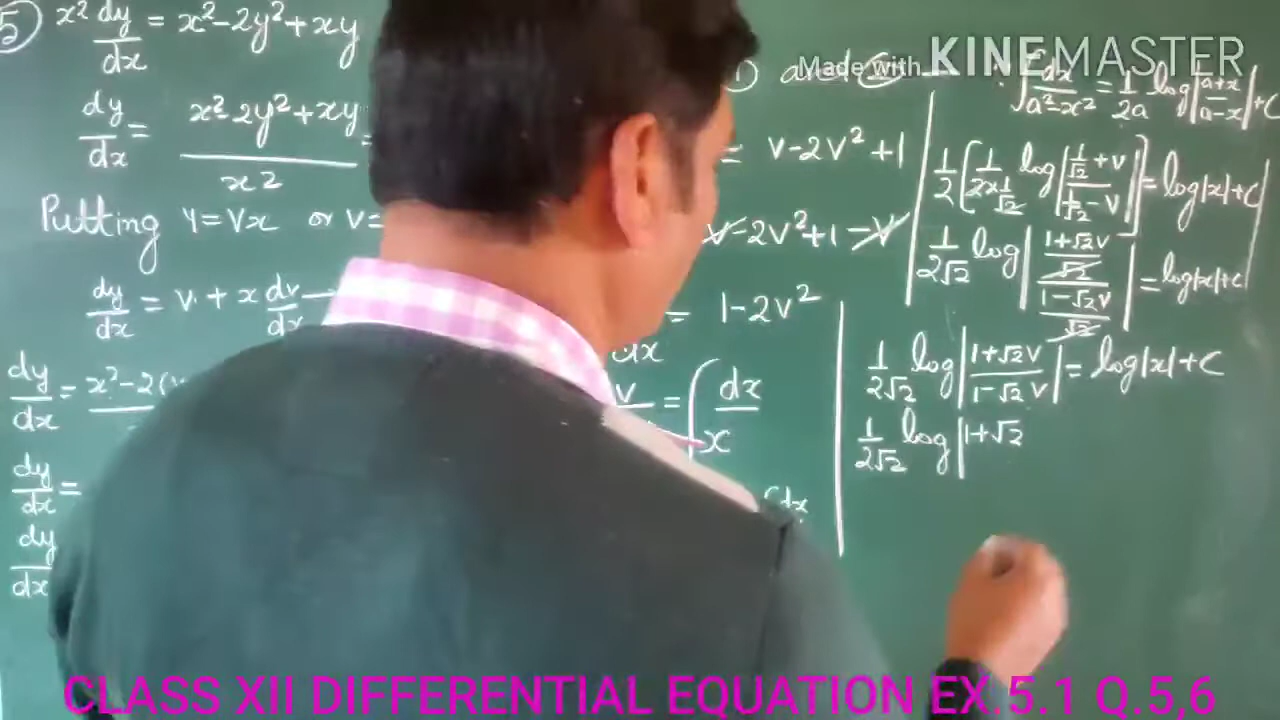 5) x² dy/dx = x²-2y²+xy
dy/dx = x²-2y²+xy / x²
Putting Y=Vx or V=
dy/dx = v + x dv/dx
dy/dx = x²-2(v
dy/dx =
dy/dx
1) and
= v-2v²+1
v-2v²+1-v
= 1-2v²
dx
v = ∫ dx/x
∫dx
∴ ∫ dx/a²-x² = 1/2a log|a+x/a-x|+C
1/2 [1/2×1/√2 log|1/√2+v / 1/√2-v|] = log|x|+C
1/2√2 log|1+√2v/√2 / 1-√2v/√2| = log|x|+C
1/2√2 log|1+√2v / 1-√2v| = log|x|+C
1/2√2 log|1+√2
Made with KINEMASTER
CLASS XII DIFFERENTIAL EQUATION EX.5.1 Q.5,6